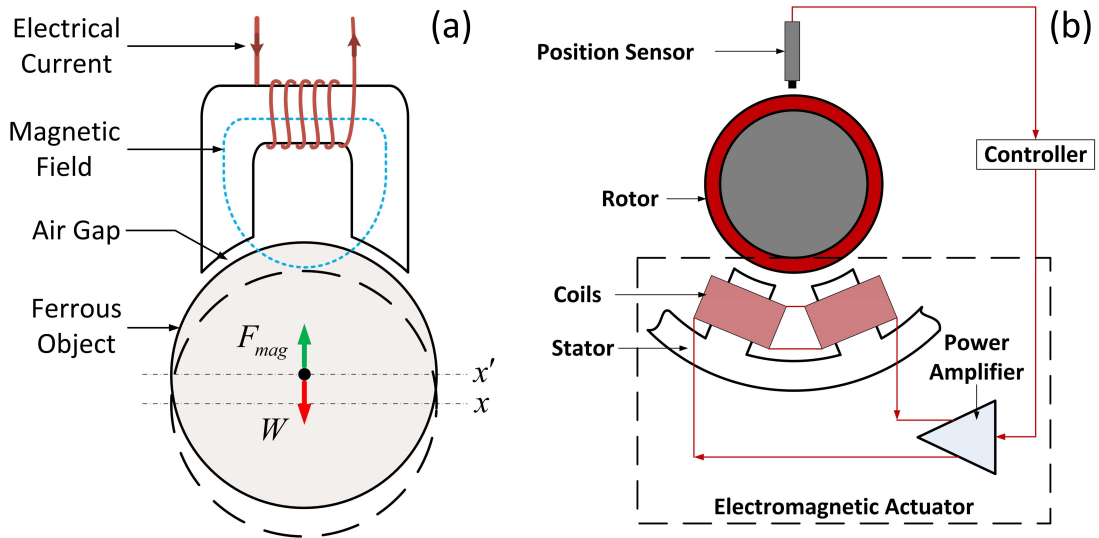 (a)
Electrical
Current
Magnetic
Field
Air Gap
Ferrous
Object
F_mag
W
x′
x
(b)
Position Sensor
Controller
Rotor
Coils
Stator
Power
Amplifier
Electromagnetic Actuator